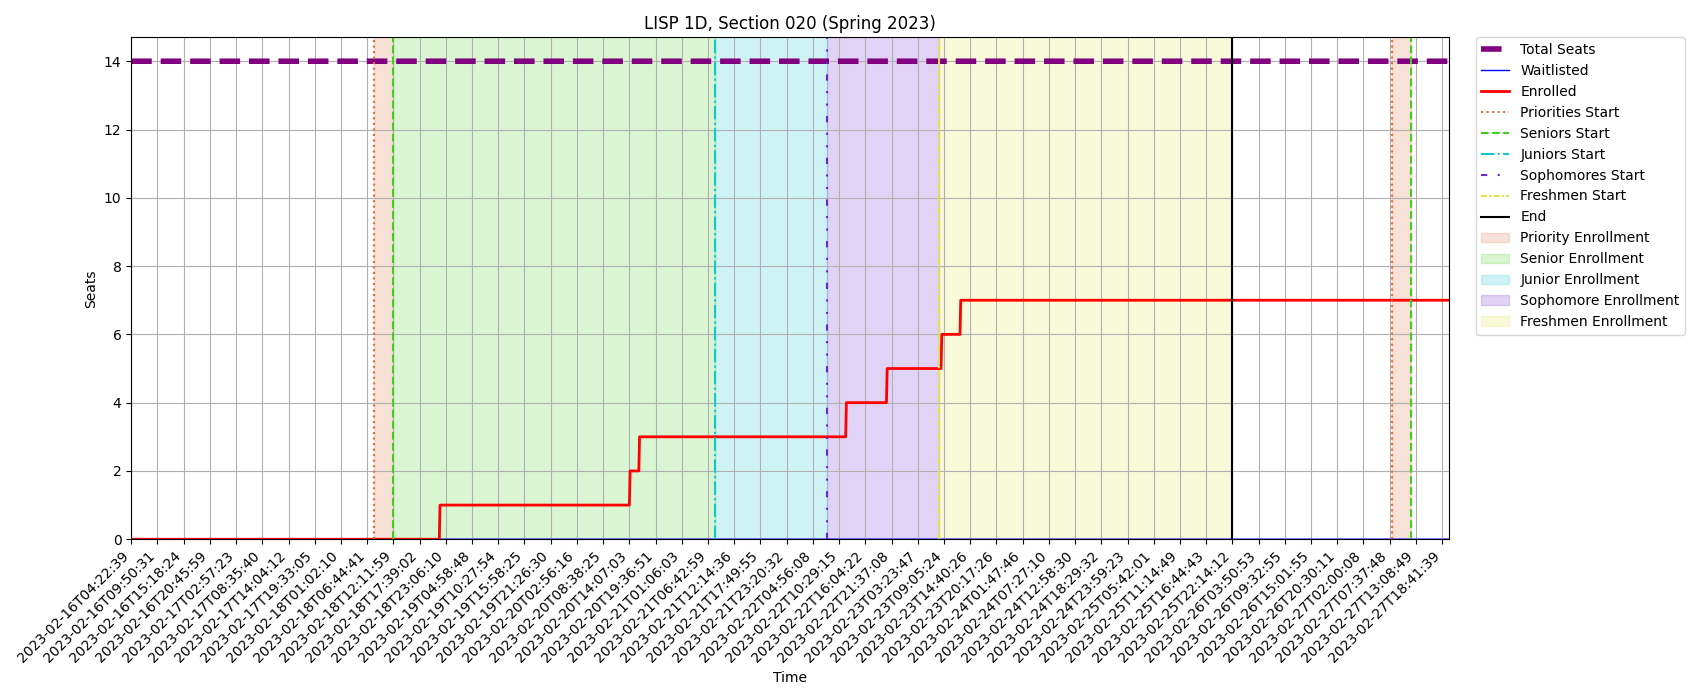 LISP 1D, Section 020 (Spring 2023)
14
12
10
8
6
4
2
0
Seats
2023-02-16T04:22:39
2023-02-16T09:50:31
2023-02-16T15:18:24
2023-02-16T20:45:59
2023-02-17T02:57:23
2023-02-17T08:35:40
2023-02-17T14:04:12
2023-02-17T19:33:05
2023-02-18T01:02:10
2023-02-18T06:44:41
2023-02-18T12:11:59
2023-02-18T17:39:02
2023-02-18T23:06:10
2023-02-19T04:58:48
2023-02-19T10:27:54
2023-02-19T15:58:25
2023-02-19T21:26:30
2023-02-20T02:56:16
2023-02-20T08:38:25
2023-02-20T14:07:03
2023-02-20T19:36:51
2023-02-21T01:06:03
2023-02-21T06:42:59
2023-02-21T12:14:36
2023-02-21T17:49:55
2023-02-21T23:20:32
2023-02-22T04:56:08
2023-02-22T10:29:15
2023-02-22T16:04:22
2023-02-22T21:37:08
2023-02-23T03:23:47
2023-02-23T09:05:24
2023-02-23T14:40:26
2023-02-23T20:17:26
2023-02-24T01:47:46
2023-02-24T07:27:10
2023-02-24T12:58:30
2023-02-24T18:29:32
2023-02-24T23:59:23
2023-02-25T05:42:01
2023-02-25T11:14:49
2023-02-25T16:44:43
2023-02-25T22:14:12
2023-02-26T03:50:53
2023-02-26T09:32:55
2023-02-26T15:01:55
2023-02-26T20:30:11
2023-02-27T02:00:08
2023-02-27T07:37:48
2023-02-27T13:08:49
2023-02-27T18:41:39
Time
Total Seats
Waitlisted
Enrolled
Priorities Start
Seniors Start
Juniors Start
Sophomores Start
Freshmen Start
End
Priority Enrollment
Senior Enrollment
Junior Enrollment
Sophomore Enrollment
Freshmen Enrollment